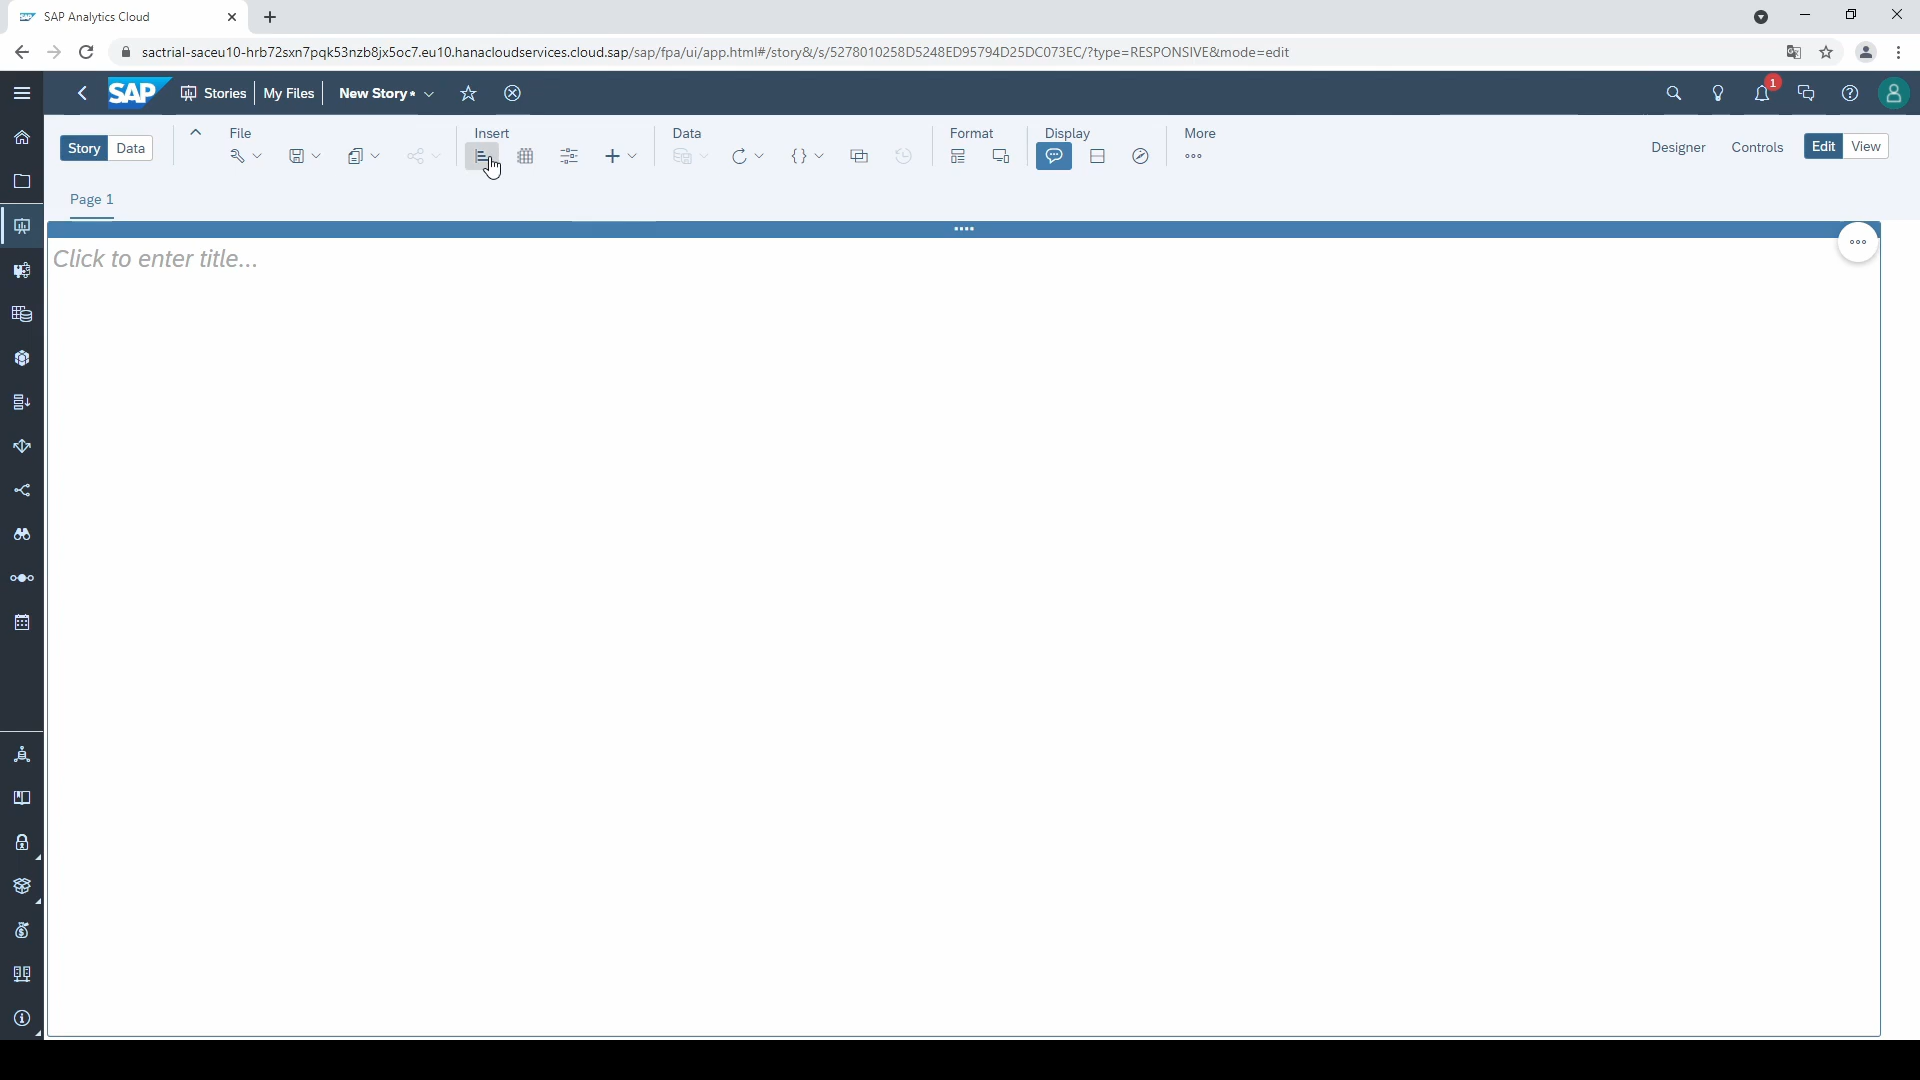 SAP Analytics Cloud
sactrial-saceu10-hrb72sxn7pqk53nzb8jx5oc7.eu10.hanacloudservices.cloud.sap/sap/fpa/ui/app.html#/story&/s/5278010258D5248ED95794D25DC073EC/?type=RESPONSIVE&mode=edit
SAP Stories My Files New Story* 1
Story Data File Insert Data Format Display More Designer Controls Edit View
Page 1
Click to enter title...